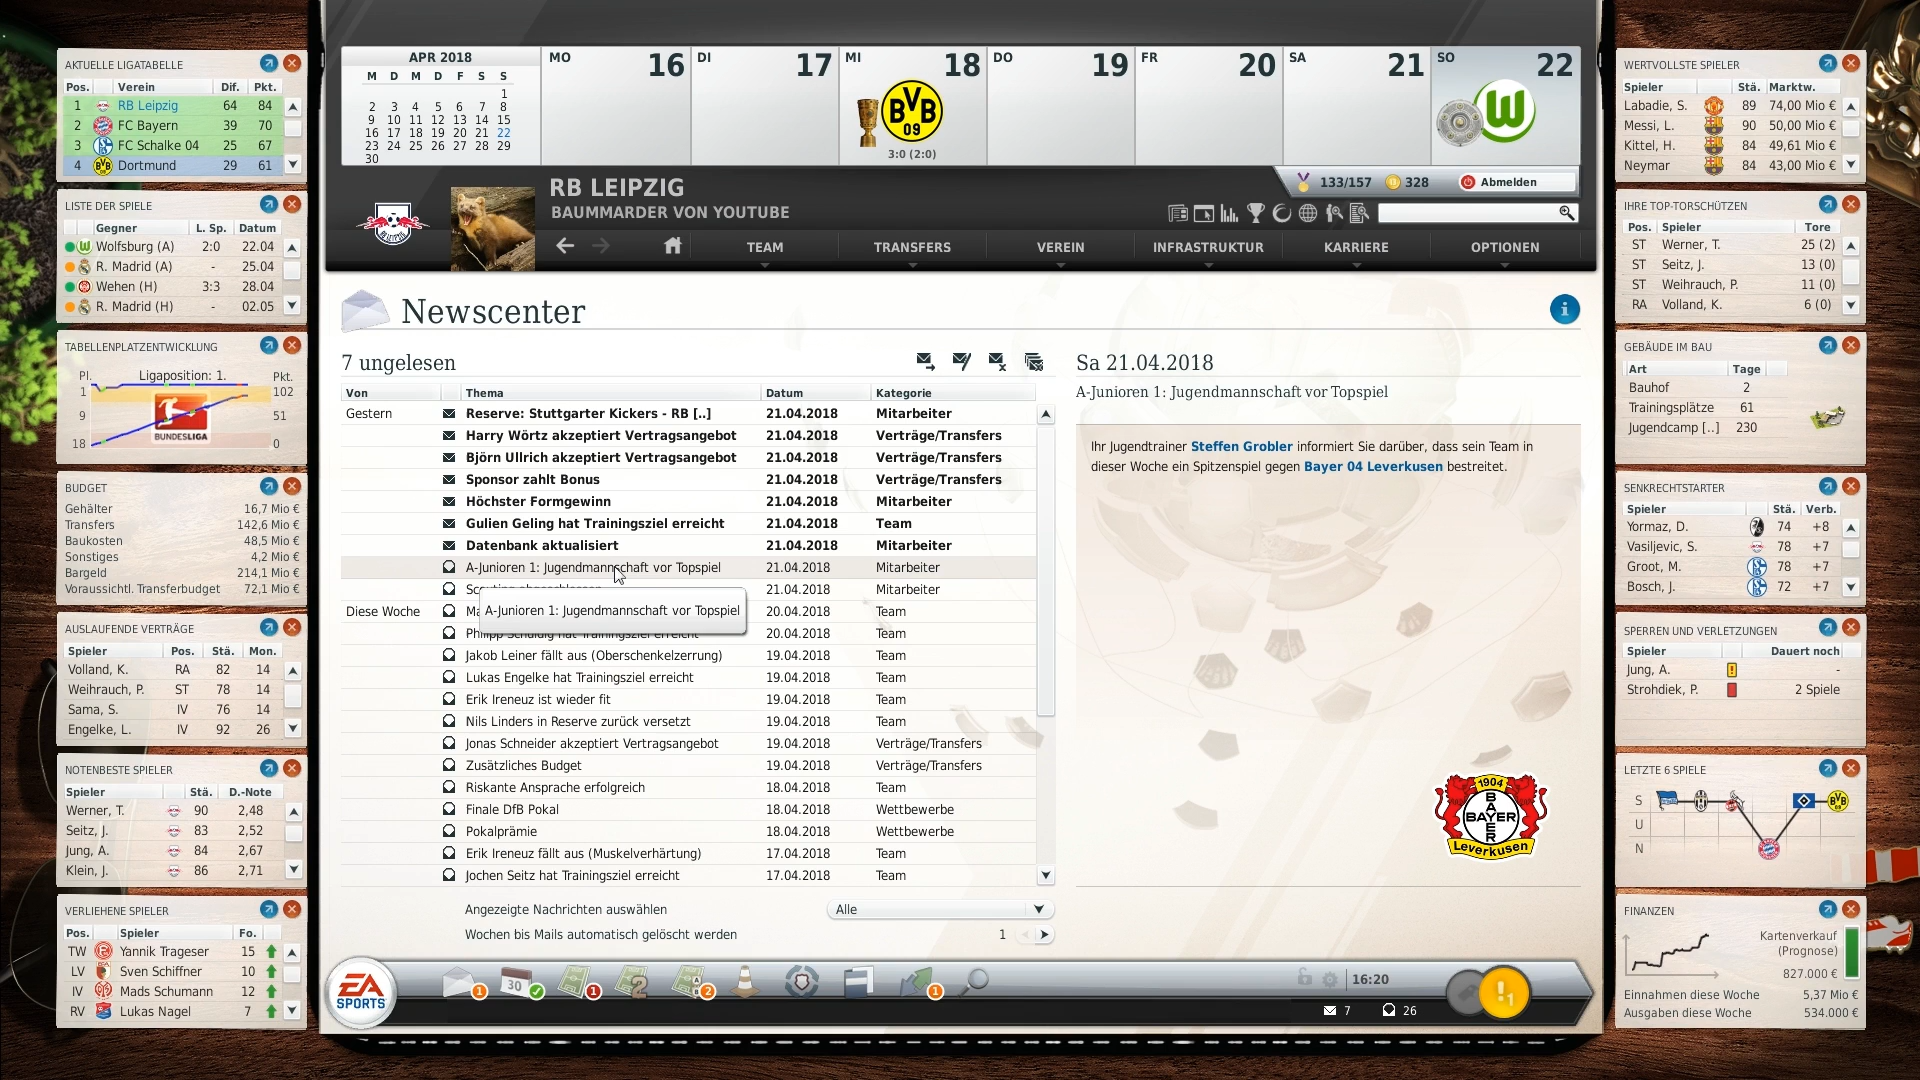 AKTUELLE LIGATABELLE
Pos. Verein Dif. Pkt.
1 RB Leipzig 64 84
2 FC Bayern 39 70
3 FC Schalke 04 25 67
4 Dortmund 29 61
LISTE DER SPIELE
Gegner L. Sp. Datum
Wolfsburg (A) 2:0 22.04
R. Madrid (A) - 25.04
Wehen (H) 3:3 28.04
R. Madrid (H) - 02.05
TABELLENPLATZENTWICKLUNG
Pl. Ligaposition: 1. Pkt.
1 102
9 51
18 0
BUNDESLIGA
BUDGET
Gehälter 16,7 Mio €
Transfers 142,6 Mio €
Baukosten 48,5 Mio €
Sonstiges 4,2 Mio €
Bargeld 214,1 Mio €
Voraussichtl. Transferbudget 72,1 Mio €
AUSLAUFENDE VERTRÄGE
Spieler Pos. Stä. Mon.
Volland, K. RA 82 14
Weihrauch, P. ST 78 14
Sama, S. IV 76 14
Engelke, L. IV 92 26
NOTENBESTE SPIELER
Spieler Stä. D.-Note
Werner, T. 90 2,48
Seitz, J. 83 2,52
Jung, A. 84 2,67
Klein, J. 86 2,71
VERLIEHENE SPIELER
Pos. Spieler Fo.
TW Yannik Trageser 15
LV Sven Schiffner 10
IV Mads Schumann 12
RV Lukas Nagel 7
APR 2018
M D M D F S S
1
2 3 4 5 6 7 8
9 10 11 12 13 14 15
16 17 18 19 20 21 22
23 24 25 26 27 28 29
30
MO 16
DI 17
MI 18
BVB 09
3:0 (2:0)
DO 19
FR 20
SA 21
SO 22
W
133/157 328 Abmelden
RB LEIPZIG
BAUMMARDER VON YOUTUBE
TEAM TRANSFERS VEREIN INFRASTRUKTUR KARRIERE OPTIONEN
Newscenter
7 ungelesen
Von Thema Datum Kategorie
Gestern Reserve: Stuttgarter Kickers - RB [..] 21.04.2018 Mitarbeiter
Harry Wörtz akzeptiert Vertragsangebot 21.04.2018 Verträge/Transfers
Björn Ullrich akzeptiert Vertragsangebot 21.04.2018 Verträge/Transfers
Sponsor zahlt Bonus 21.04.2018 Verträge/Transfers
Höchster Formgewinn 21.04.2018 Mitarbeiter
Gulien Geling hat Trainingsziel erreicht 21.04.2018 Team
Datenbank aktualisiert 21.04.2018 Mitarbeiter
A-Junioren 1: Jugendmannschaft vor Topspiel 21.04.2018 Mitarbeiter
Scouting abgeschlossen 21.04.2018 Mitarbeiter
A-Junioren 1: Jugendmannschaft vor Topspiel
Diese Woche 20.04.2018 Team
Philipp Schuldig hat Trainingsziel erreicht 20.04.2018 Team
Jakob Leiner fällt aus (Oberschenkelzerrung) 19.04.2018 Team
Lukas Engelke hat Trainingsziel erreicht 19.04.2018 Team
Erik Ireneuz ist wieder fit 19.04.2018 Team
Nils Linders in Reserve zurück versetzt 19.04.2018 Team
Jonas Schneider akzeptiert Vertragsangebot 19.04.2018 Verträge/Transfers
Zusätzliches Budget 19.04.2018 Verträge/Transfers
Riskante Ansprache erfolgreich 18.04.2018 Team
Finale DfB Pokal 18.04.2018 Wettbewerbe
Pokalprämie 18.04.2018 Wettbewerbe
Erik Ireneuz fällt aus (Muskelverhärtung) 17.04.2018 Team
Jochen Seitz hat Trainingsziel erreicht 17.04.2018 Team
Angezeigte Nachrichten auswählen Alle
Wochen bis Mails automatisch gelöscht werden 1
Sa 21.04.2018
A-Junioren 1: Jugendmannschaft vor Topspiel
Ihr Jugendtrainer Steffen Grobler informiert Sie darüber, dass sein Team in
dieser Woche ein Spitzenspiel gegen Bayer 04 Leverkusen bestreitet.
1904
BAYER
BAYER
Leverkusen
EA SPORTS
1 30 1 2 2 1
16:20
7 26
!1
WERTVOLLSTE SPIELER
Spieler Stä. Marktw.
Labadie, S. 89 74,00 Mio €
Messi, L. 90 50,00 Mio €
Kittel, H. 84 49,61 Mio €
Neymar 84 43,00 Mio €
IHRE TOP-TORSCHÜTZEN
Pos. Spieler Tore
ST Werner, T. 25 (2)
ST Seitz, J. 13 (0)
ST Weihrauch, P. 11 (0)
RA Volland, K. 6 (0)
GEBÄUDE IM BAU
Art Tage
Bauhof 2
Trainingsplätze 61
Jugendcamp [..] 230
SENKRECHTSTARTER
Spieler Stä. Verb.
Yormaz, D. 74 +8
Vasiljevic, S. 78 +7
Groot, M. 78 +7
Bosch, J. 72 +7
SPERREN UND VERLETZUNGEN
Spieler Dauert noch
Jung, A. -
Strohdiek, P. 2 Spiele
LETZTE 6 SPIELE
S
U
N
FINANZEN
Kartenverkauf
(Prognose)
827.000 €
Einnahmen diese Woche 5,37 Mio €
Ausgaben diese Woche 534.000 €